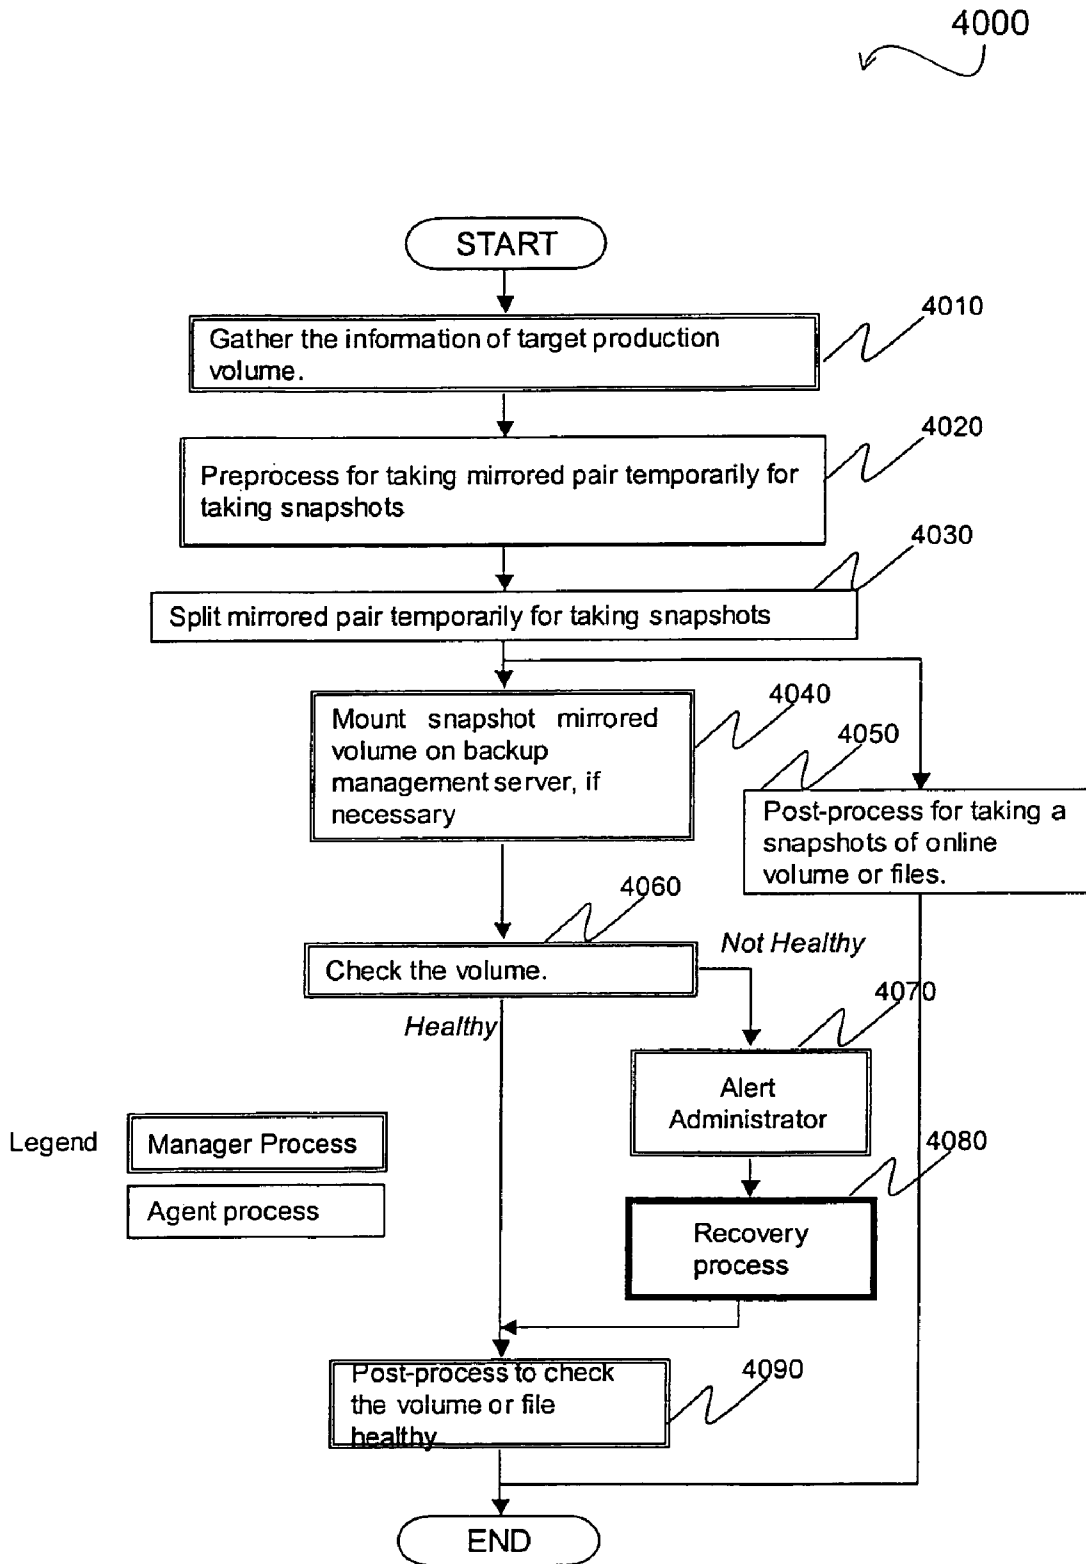 4000
START
4010
Gather the information of target production
volume.
4020
Preprocess for taking mirrored pair temporarily for
taking snapshots
4030
Split mirrored pair temporarily for taking snapshots
4040
Mount snapshot mirrored
volume on backup
management server, if
necessary
4050
Post-process for taking a
snapshots of online
volume or files.
4060
Check the volume.
Not Healthy
Healthy
4070
Alert
Administrator
4080
Recovery
process
Legend
Manager Process
Agent process
4090
Post-process to check
the volume or file
healthy
END